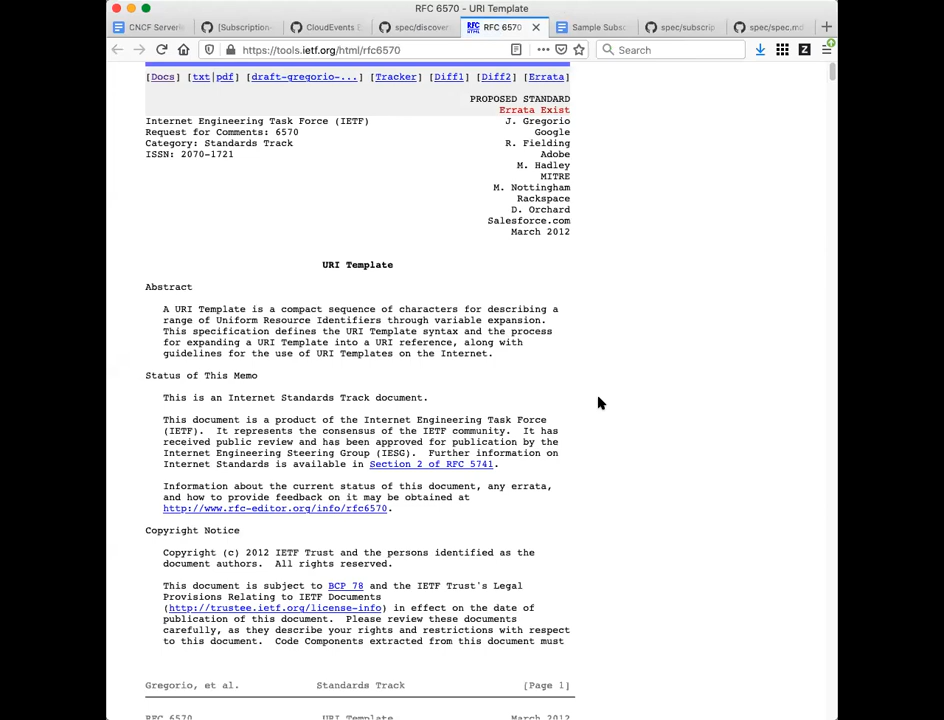 RFC 6570 - URI Template
CNCF Serverle
[Subscription-
CloudEvents E
spec/discover
RFC 6570
Sample Subsc
spec/subscrip
spec/spec.md
https://tools.ietf.org/html/rfc6570
Search
[Docs] [txt|pdf] [draft-gregorio-...] [Tracker] [Diff1] [Diff2] [Errata]
PROPOSED STANDARD
Errata Exist
Internet Engineering Task Force (IETF) J. Gregorio
Request for Comments: 6570 Google
Category: Standards Track R. Fielding
ISSN: 2070-1721 Adobe
M. Hadley
MITRE
M. Nottingham
Rackspace
D. Orchard
Salesforce.com
March 2012
URI Template
Abstract
A URI Template is a compact sequence of characters for describing a
range of Uniform Resource Identifiers through variable expansion.
This specification defines the URI Template syntax and the process
for expanding a URI Template into a URI reference, along with
guidelines for the use of URI Templates on the Internet.
Status of This Memo
This is an Internet Standards Track document.
This document is a product of the Internet Engineering Task Force
(IETF). It represents the consensus of the IETF community. It has
received public review and has been approved for publication by the
Internet Engineering Steering Group (IESG). Further information on
Internet Standards is available in Section 2 of RFC 5741.
Information about the current status of this document, any errata,
and how to provide feedback on it may be obtained at
http://www.rfc-editor.org/info/rfc6570.
Copyright Notice
Copyright (c) 2012 IETF Trust and the persons identified as the
document authors. All rights reserved.
This document is subject to BCP 78 and the IETF Trust's Legal
Provisions Relating to IETF Documents
(http://trustee.ietf.org/license-info) in effect on the date of
publication of this document. Please review these documents
carefully, as they describe your rights and restrictions with respect
to this document. Code Components extracted from this document must
Gregorio, et al. Standards Track [Page 1]
RFC 6570 URI Template March 2012